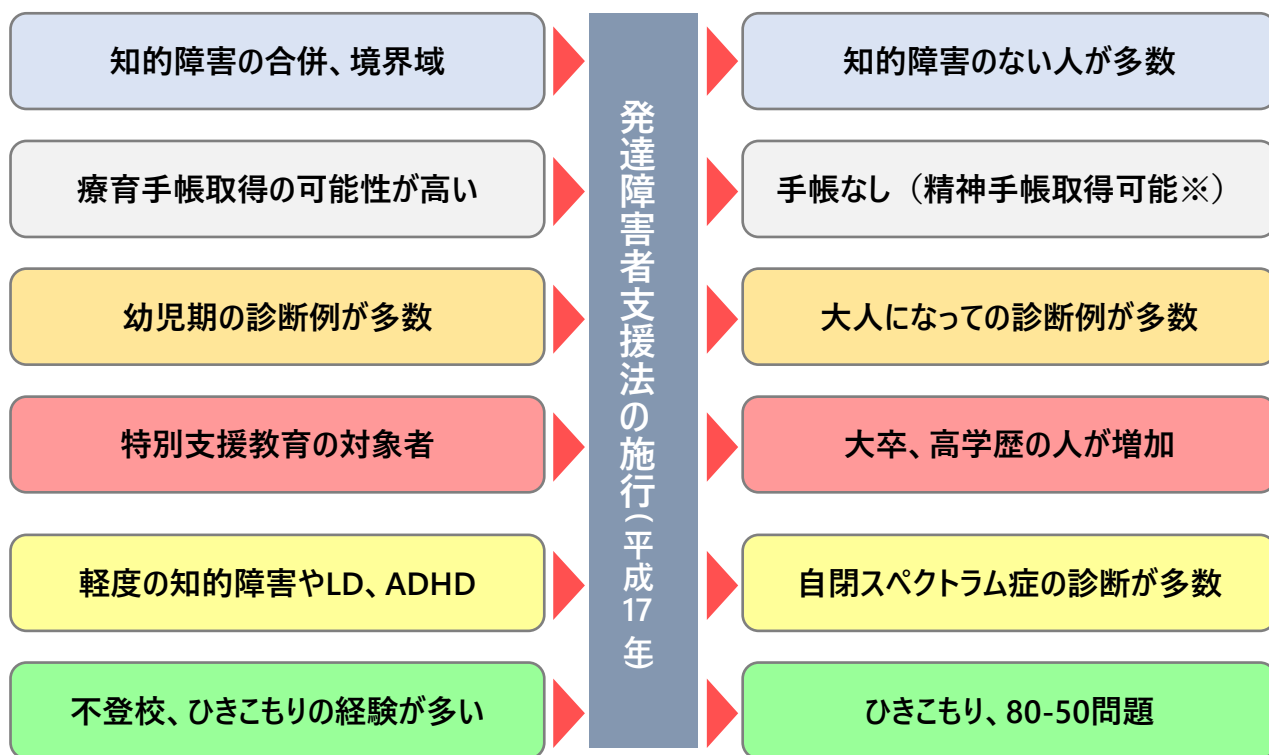 知的障害の合併、境界域
知的障害のない人が多数
療育手帳取得の可能性が高い
手帳なし（精神手帳取得可能※）
幼児期の診断例が多数
大人になっての診断例が多数
特別支援教育の対象者
大卒、高学歴の人が増加
軽度の知的障害やLD、ADHD
自閉スペクトラム症の診断が多数
不登校、ひきこもりの経験が多い
ひきこもり、80-50問題
発達障害者支援法の施行（平成17年）